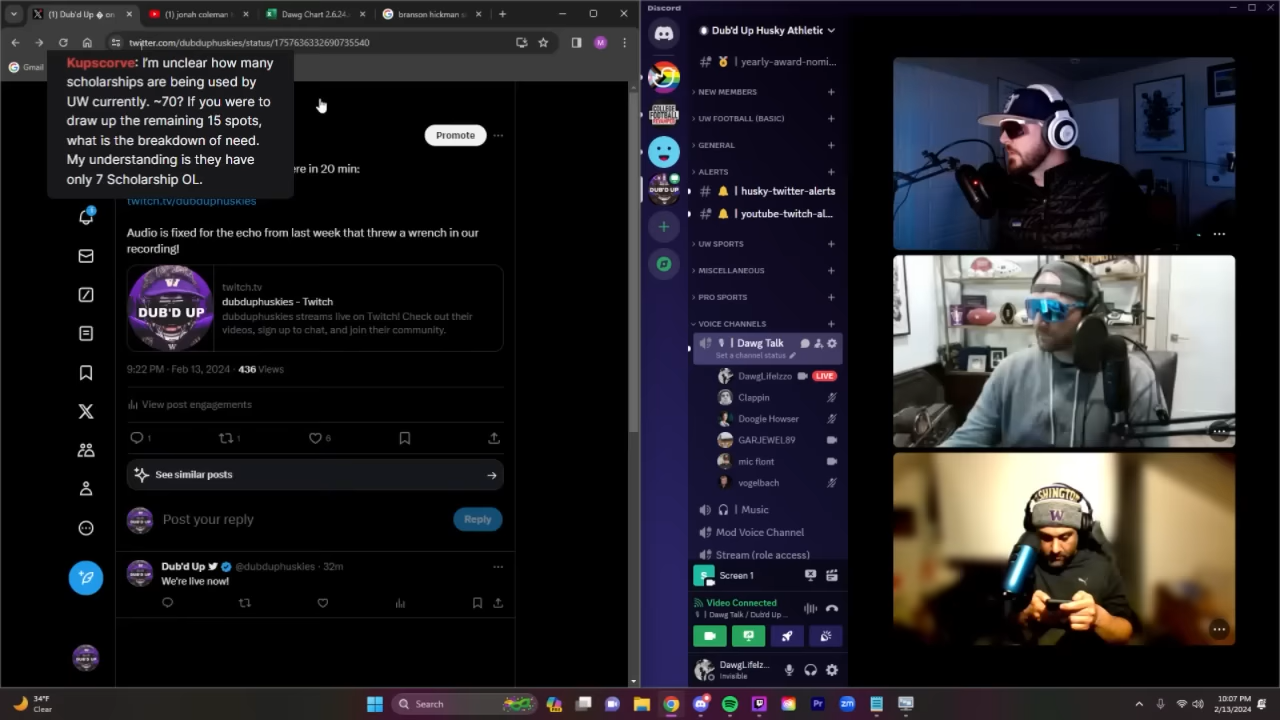 (1) Dub'd Up
(1) jonah coleman
Dawg Chart 2.6.24
branson hickman
twitter.com/dubduphuskies/status/1757633632690735540
M
Gmail
Kupscorve: I'm unclear how many
scholarships are being used by
UW currently. ~70? If you were to
draw up the remaining 15 spots,
what is the breakdown of need.
My understanding is they have
only 7 Scholarship OL.
Promote
ere in 20 min:
twitch.tv/dubduphuskies
Audio is fixed for the echo from last week that threw a wrench in our
recording!
DUB'D UP
twitch.tv
dubduphuskies - Twitch
dubduphuskies streams live on Twitch! Check out their
videos, sign up to chat, and join their community.
9:22 PM · Feb 13, 2024 · 436 Views
View post engagements
1
1
6
See similar posts
Post your reply
Reply
Dub'd Up @dubduphuskies · 32m
We're live now!
Discord
Dub'd Up Husky Athletic
yearly-award-nomi...
NEW MEMBERS
UW FOOTBALL (BASIC)
GENERAL
ALERTS
husky-twitter-alerts
youtube-twitch-al...
UW SPORTS
MISCELLANEOUS
PRO SPORTS
VOICE CHANNELS
| Dawg Talk
Set a channel status
DawgLifeIzzo
LIVE
Clappin
Doogie Howser
GARJEWEL89
mic flont
vogelbach
| Music
Mod Voice Channel
Stream (role access)
S
Screen 1
Video Connected
| Dawg Talk / Dub'd Up...
DawgLifeIz...
Invisible
W
34°F
Clear
Search
Pr
zm
10:07 PM
2/13/2024